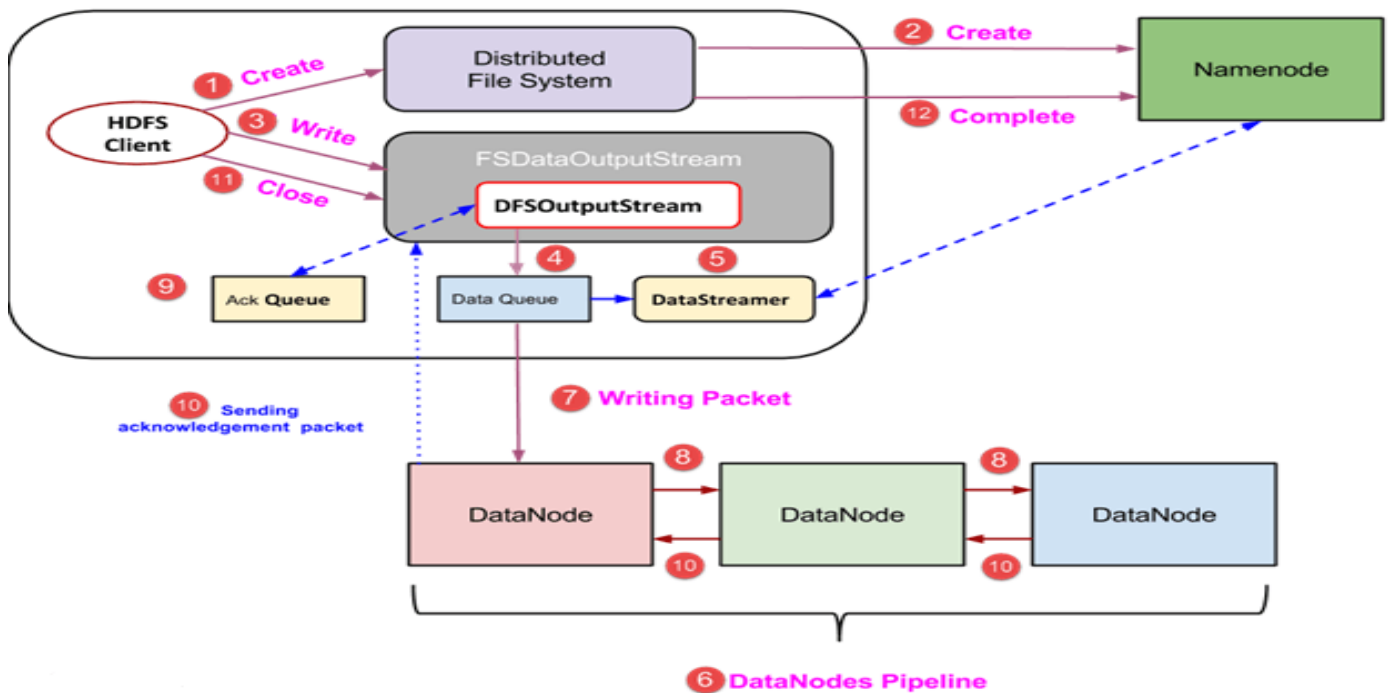 Distributed
File System
2 Create
Namenode
1 Create
12 Complete
HDFS
Client
3 Write
FSDataOutputStream
11 Close
DFSOutputStream
4
5
9
Ack Queue
Data Queue
DataStreamer
7 Writing Packet
10 Sending
acknowledgement packet
8
8
DataNode
DataNode
DataNode
10
10
6 DataNodes Pipeline